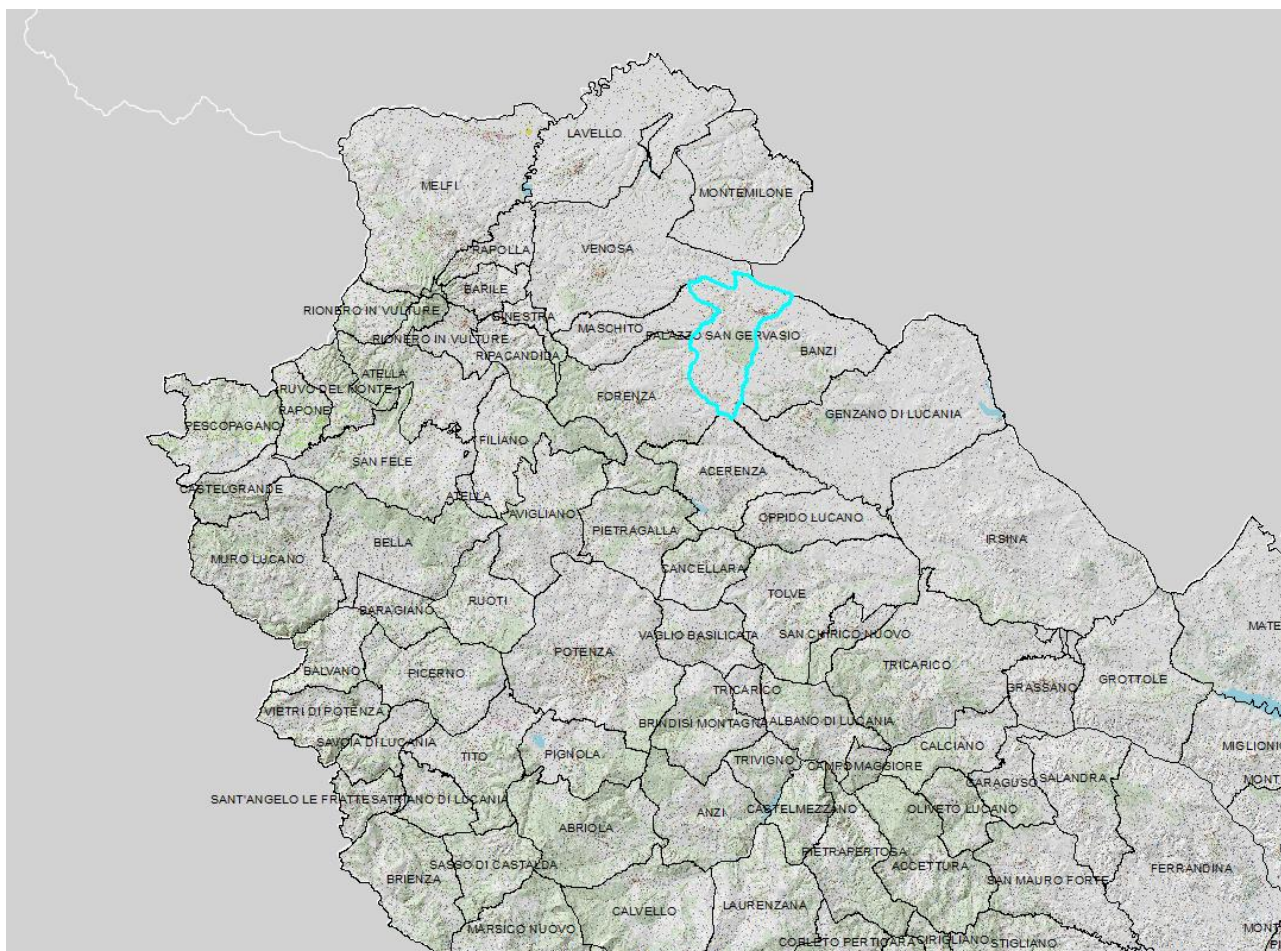 LAVELLO
MELFI
MONTEMILONE
VENOSA
RAPOLLA
BARILE
RIONERO IN VULTURE
GINESTRA
MASCHITO
PALAZZO SAN GERVASIO
RIONERO IN VULTURE
RIPACANDIDA
BANZI
ATELLA
RUVO DEL MONTE
FORENZA
RAPONE
GENZANO DI LUCANIA
PESCOPAGANO
FILIANO
SAN FELE
ACERENZA
CASTELGRANDE
ATELLA
AVIGLIANO
OPPIDO LUCANO
PIETRAGALLA
BELLA
IRSINA
MURO LUCANO
CANCELLARA
TOLVE
RUOTI
BARAGIANO
MATE
VAGLIO BASILICATA
SAN CHIRICO NUOVO
POTENZA
TRICARICO
BALVANO
PICERNO
GROTTOLE
GRASSANO
TRICARICO
VIETRI DI POTENZA
BRINDISI MONTAGNA
ALBANO DI LUCANIA
SAVOIA DI LUCANIA
CALCIANO
MIGLIONIC
TITO
PIGNOLA
TRIVIGNO
CAMPOMAGGIORE
GARAGUSO
SALANDRA
MONT
SANT'ANGELO LE FRATTE
SATRIANO DI LUCANIA
CASTELMEZZANO
OLIVETO LUCANO
ANZI
ABRIOLA
PIETRAPERTOSA
SASSO DI CASTALDA
ACCETTURA
FERRANDINA
BRIENZA
SAN MAURO FORTE
LAURENZANA
CALVELLO
MARSICO NUOVO
CORLETO PERTICARA
CIRIGLIANO
STIGLIANO
MONT